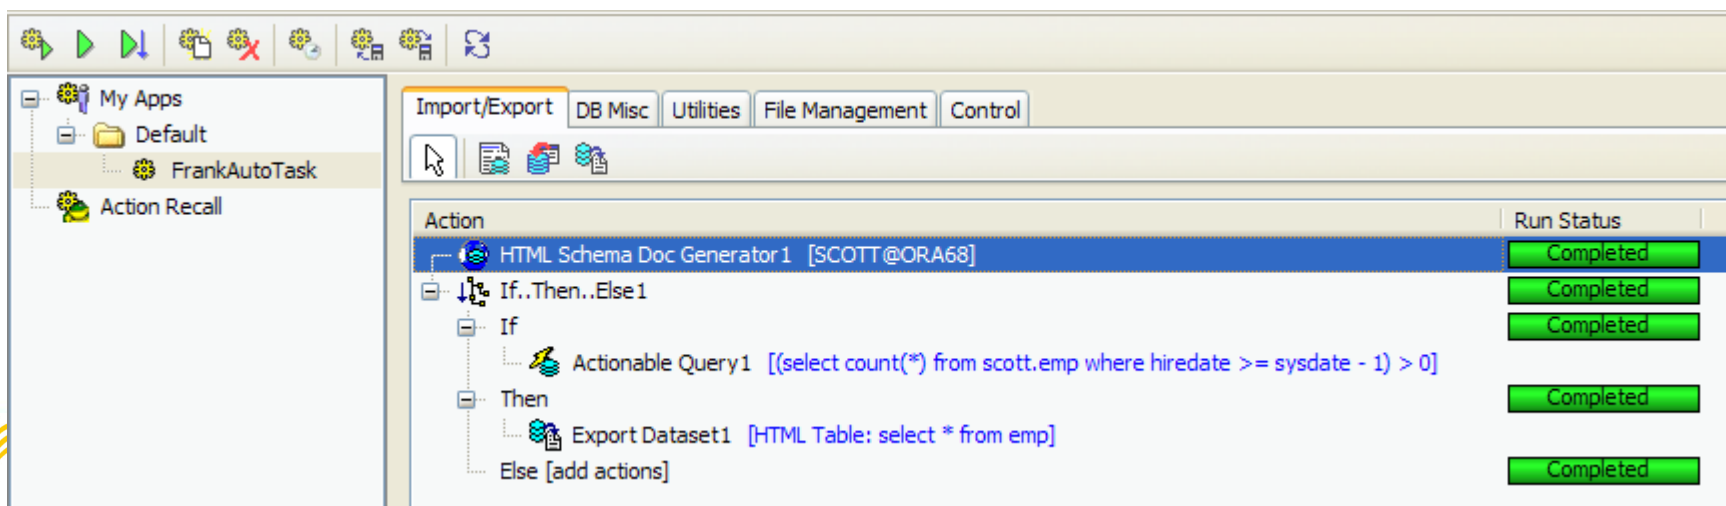 My Apps
Default
FrankAutoTask
Action Recall
Import/Export DB Misc Utilities File Management Control
Action Run Status
HTML Schema Doc Generator1 [SCOTT@ORA68] Completed
If..Then..Else1 Completed
If Completed
Actionable Query1 [(select count(*) from scott.emp where hiredate >= sysdate - 1) > 0]
Then Completed
Export Dataset1 [HTML Table: select * from emp]
Else [add actions] Completed